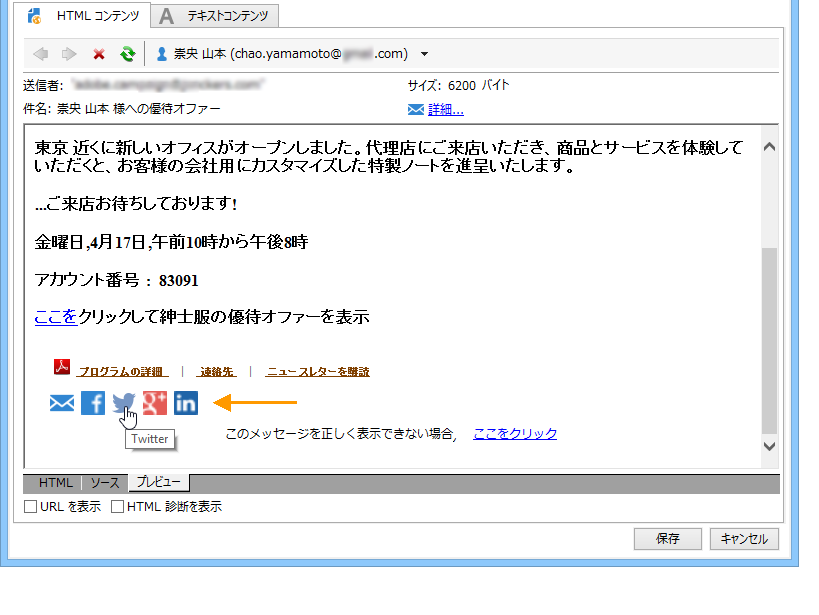 HTML コンテンツ
A テキストコンテンツ
崇央 山本 (chao.yamamoto@ .com)
送信者:
サイズ: 6200 バイト
件名: 崇央 山本 様への優待オファー
詳細...
東京 近くに新しいオフィスがオープンしました。代理店にご来店いただき、商品とサービスを体験して
いただくと、お客様の会社用にカスタマイズした特製ノートを進呈いたします。
...ご来店お待ちしております!
金曜日,4月17日,午前10時から午後8時
アカウント番号 : 83091
ここをクリックして紳士服の優待オファーを表示
プログラムの詳細 | 連絡先 | ニュースレターを購読
f g+ in
Twitter
このメッセージを正しく表示できない場合, ここをクリック
HTML ソース プレビュー
URL を表示 HTML 診断を表示
保存 キャンセル